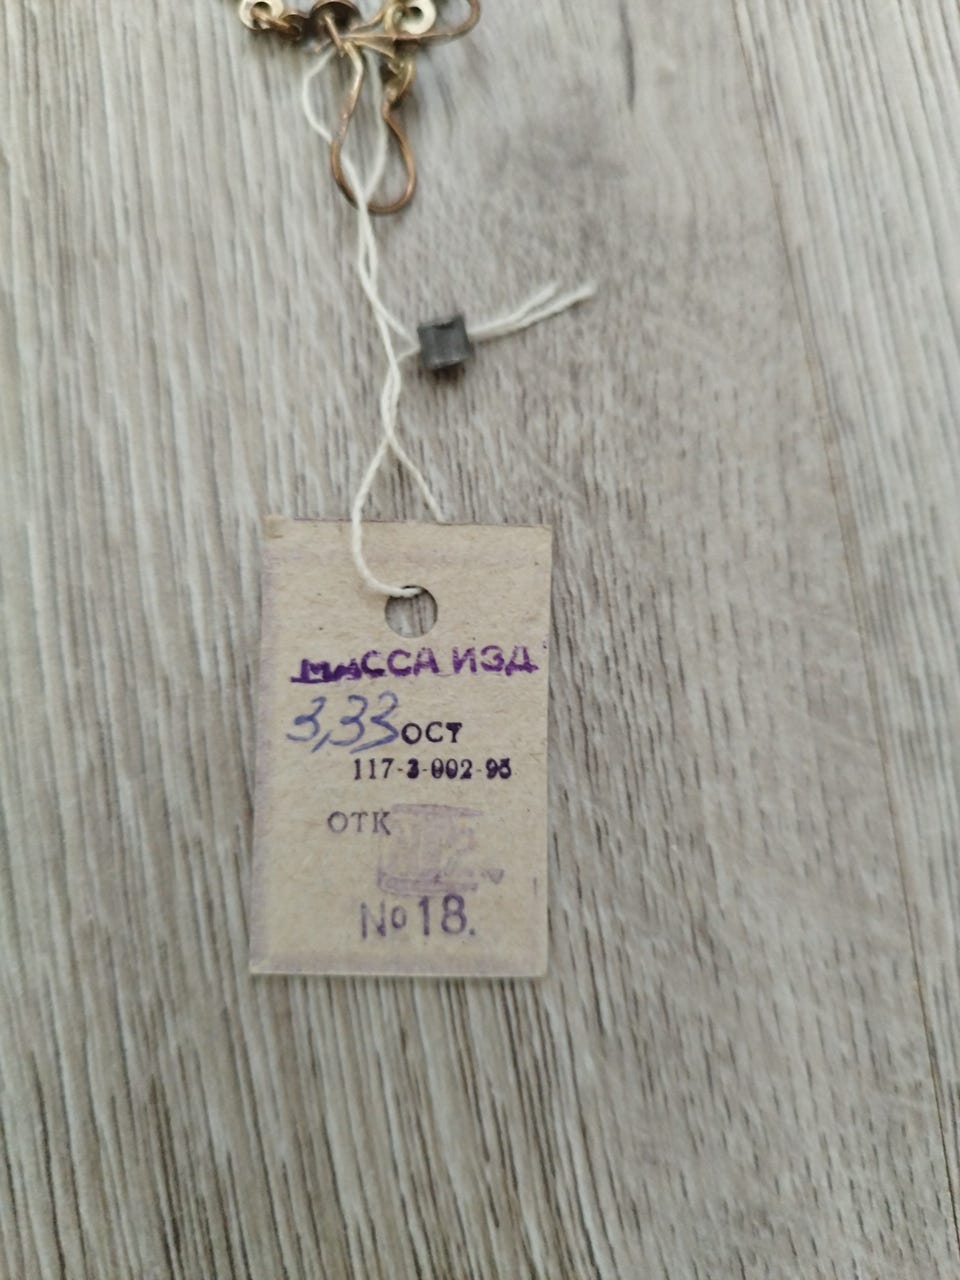 МАССА ИЗД
3,33 ОСТ
117-3-002-95
ОТК
№18.